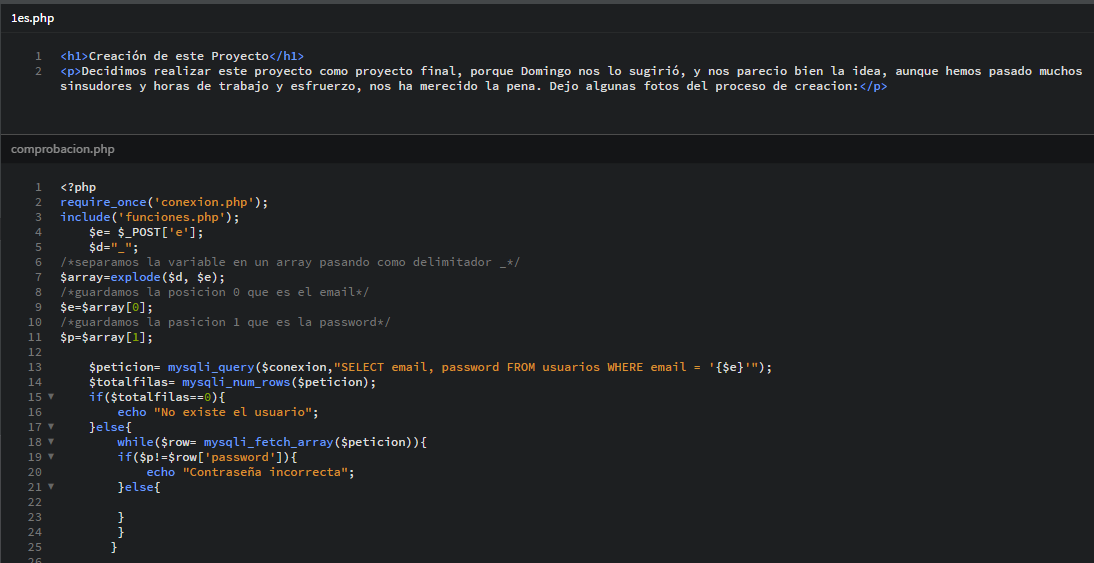 1es.php
1 <h1>Creación de este Proyecto</h1>
2 <p>Decidimos realizar este proyecto como proyecto final, porque Domingo nos lo sugirió, y nos parecio bien la idea, aunque hemos pasado muchos
sinsudores y horas de trabajo y esfruerzo, nos ha merecido la pena. Dejo algunas fotos del proceso de creacion:</p>
comprobacion.php
1 <?php
2 require_once('conexion.php');
3 include('funciones.php');
4 $e= $_POST['e'];
5 $d="_";
6 /*separamos la variable en un array pasando como delimitador _*/
7 $array=explode($d, $e);
8 /*guardamos la posicion 0 que es el email*/
9 $e=$array[0];
10 /*guardamos la pasicion 1 que es la password*/
11 $p=$array[1];
12
13 $peticion= mysqli_query($conexion,"SELECT email, password FROM usuarios WHERE email = '{$e}'");
14 $totalfilas= mysqli_num_rows($peticion);
15 if($totalfilas==0){
16 echo "No existe el usuario";
17 }else{
18 while($row= mysqli_fetch_array($peticion)){
19 if($p!=$row['password']){
20 echo "Contraseña incorrecta";
21 }else{
22
23 }
24 }
25 }
26